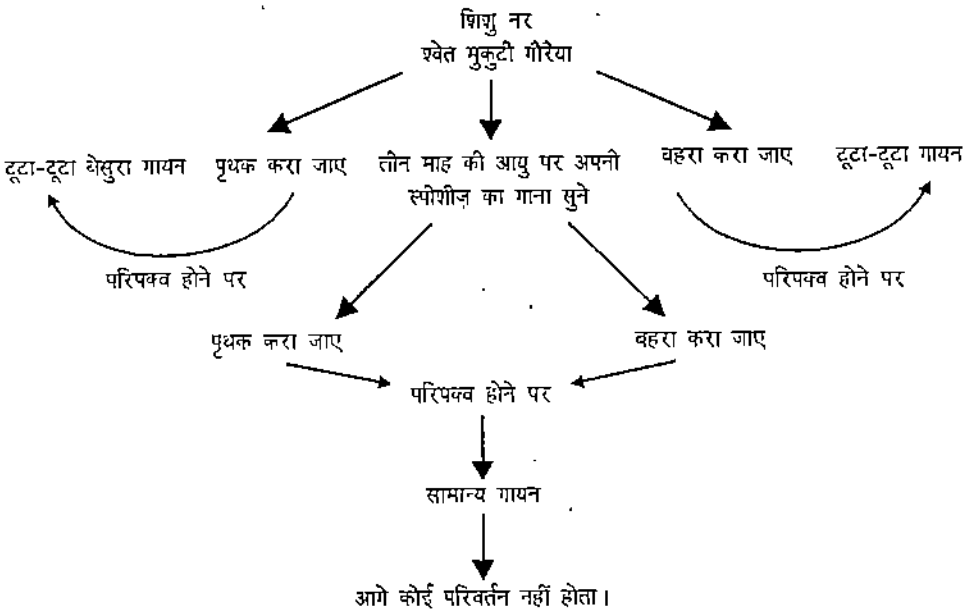 शिशु नर
श्वेत मुकुटी गौरैया
टूटा-टूटा बेसुरा गायन
पृथक करा जाए
तीन माह की आयु पर अपनी
स्पीशीज़ का गाना सुने
बहरा करा जाए
टूटा-टूटा गायन
परिपक्व होने पर
परिपक्व होने पर
पृथक करा जाए
बहरा करा जाए
परिपक्व होने पर
सामान्य गायन
आगे कोई परिवर्तन नहीं होता।